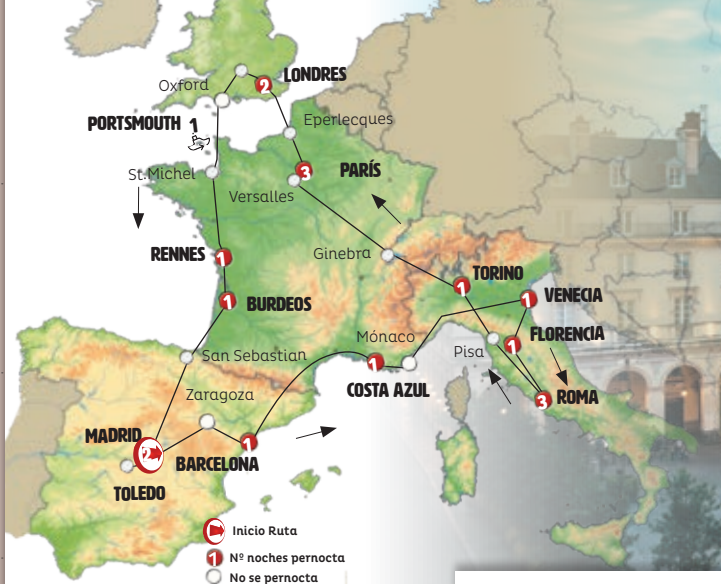 LONDRES
2
Oxford
PORTSMOUTH 1
Eperlecques
St. Michel
3
PARÍS
Versalles
RENNES
1
Ginebra
TORINO
1
1
VENECIA
BURDEOS
1
FLORENCIA
1
Mónaco
Pisa
San Sebastian
1
COSTA AZUL
3
ROMA
Zaragoza
MADRID
2
1
BARCELONA
TOLEDO
Inicio Ruta
1 Nº noches pernocta
No se pernocta